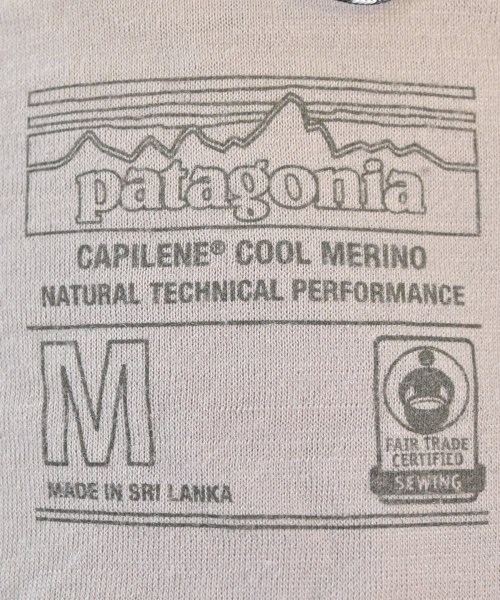 patagonia®
CAPILENE® COOL MERINO
NATURAL TECHNICAL PERFORMANCE
M
MADE IN SRI LANKA
FAIR TRADE
CERTIFIED
SEWING